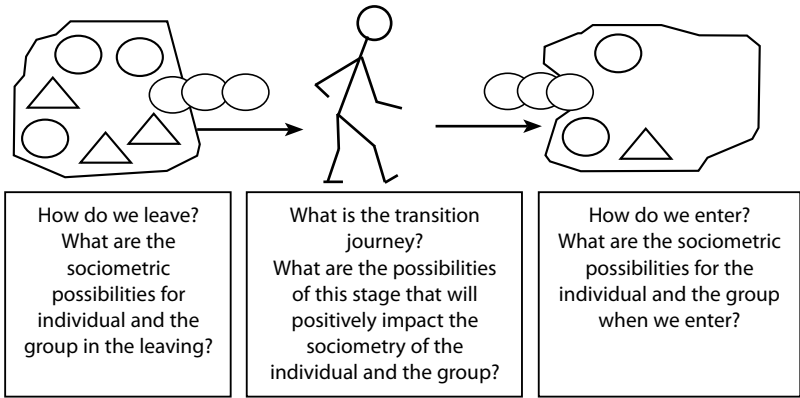 How do we leave?
What are the
sociometric
possibilities for
individual and the
group in the leaving?
What is the transition
journey?
What are the possibilities
of this stage that will
positively impact the
sociometry of the
individual and the group?
How do we enter?
What are the sociometric
possibilities for the
individual and the group
when we enter?